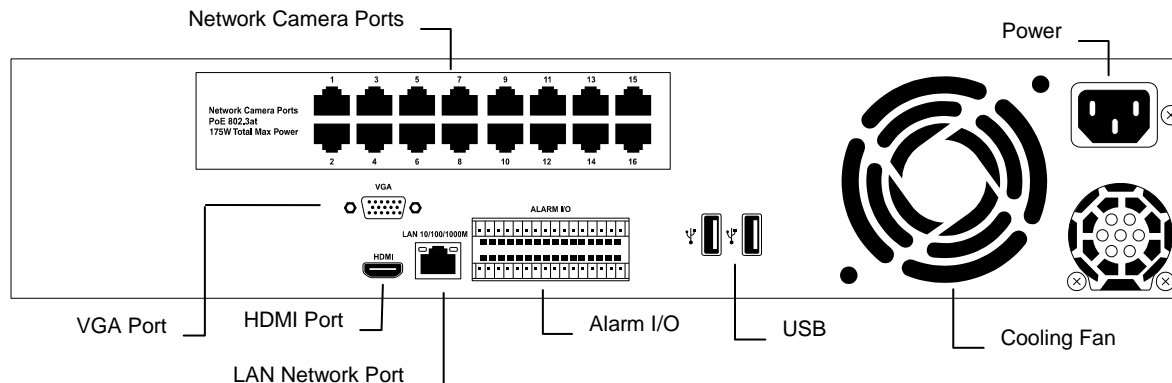 Network Camera Ports
Power
1 3 5 7 9 11 13 15
Network Camera Ports
PoE 802.3at
175W Total Max Power
2 4 6 8 10 12 14 16
VGA
ALARM I/O
LAN 10/100/1000M
HDMI
VGA Port
HDMI Port
Alarm I/O
USB
Cooling Fan
LAN Network Port